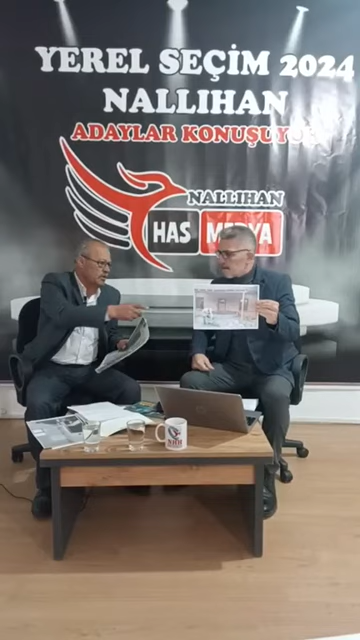 YEREL SEÇİM 2024
NALLIHAN
ADAYLAR KONUŞUYOR
NALLIHAN
HAS MEDYA